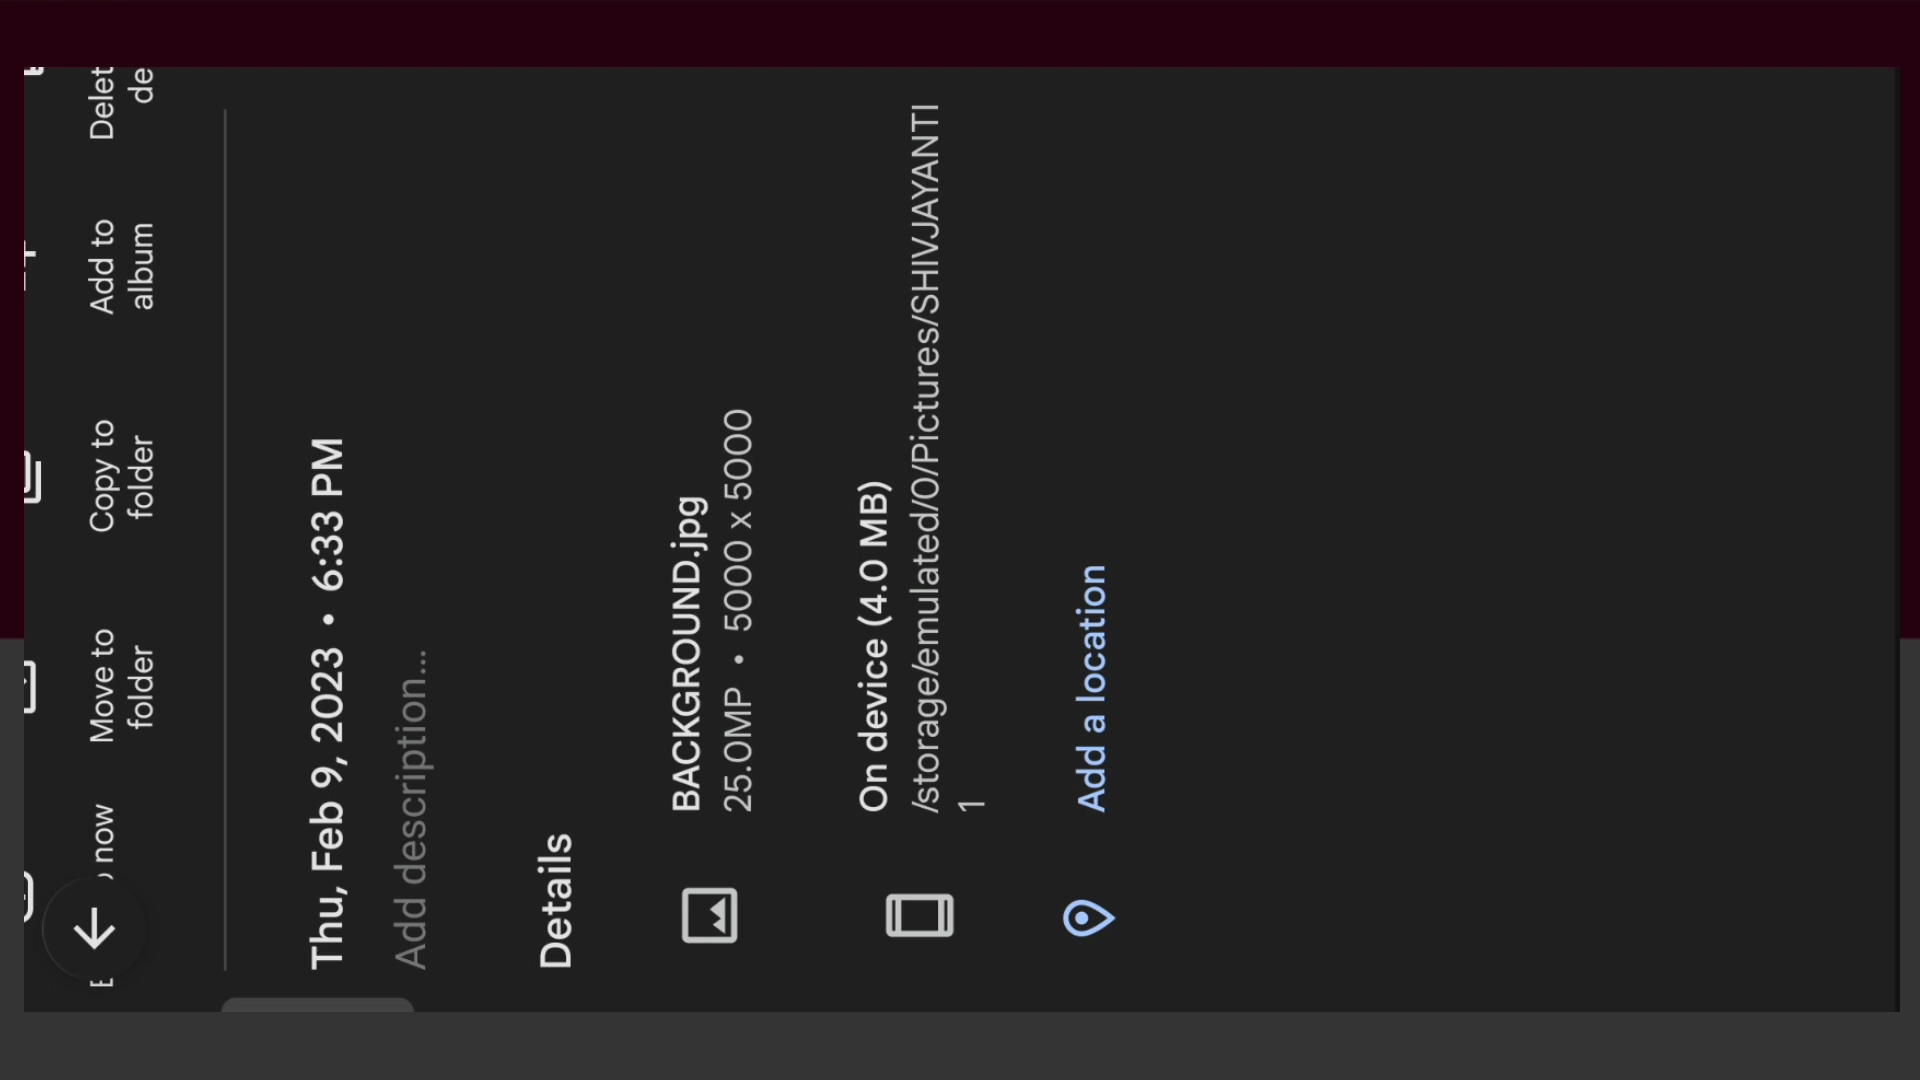 now
Move to
folder
Copy to
folder
Add to
album
Thu, Feb 9, 2023 • 6:33 PM
Add description...
Details
BACKGROUND.jpg
25.0MP • 5000 x 5000
On device (4.0 MB)
/storage/emulated/0/Pictures/SHIVJAYANTI
1
Add a location